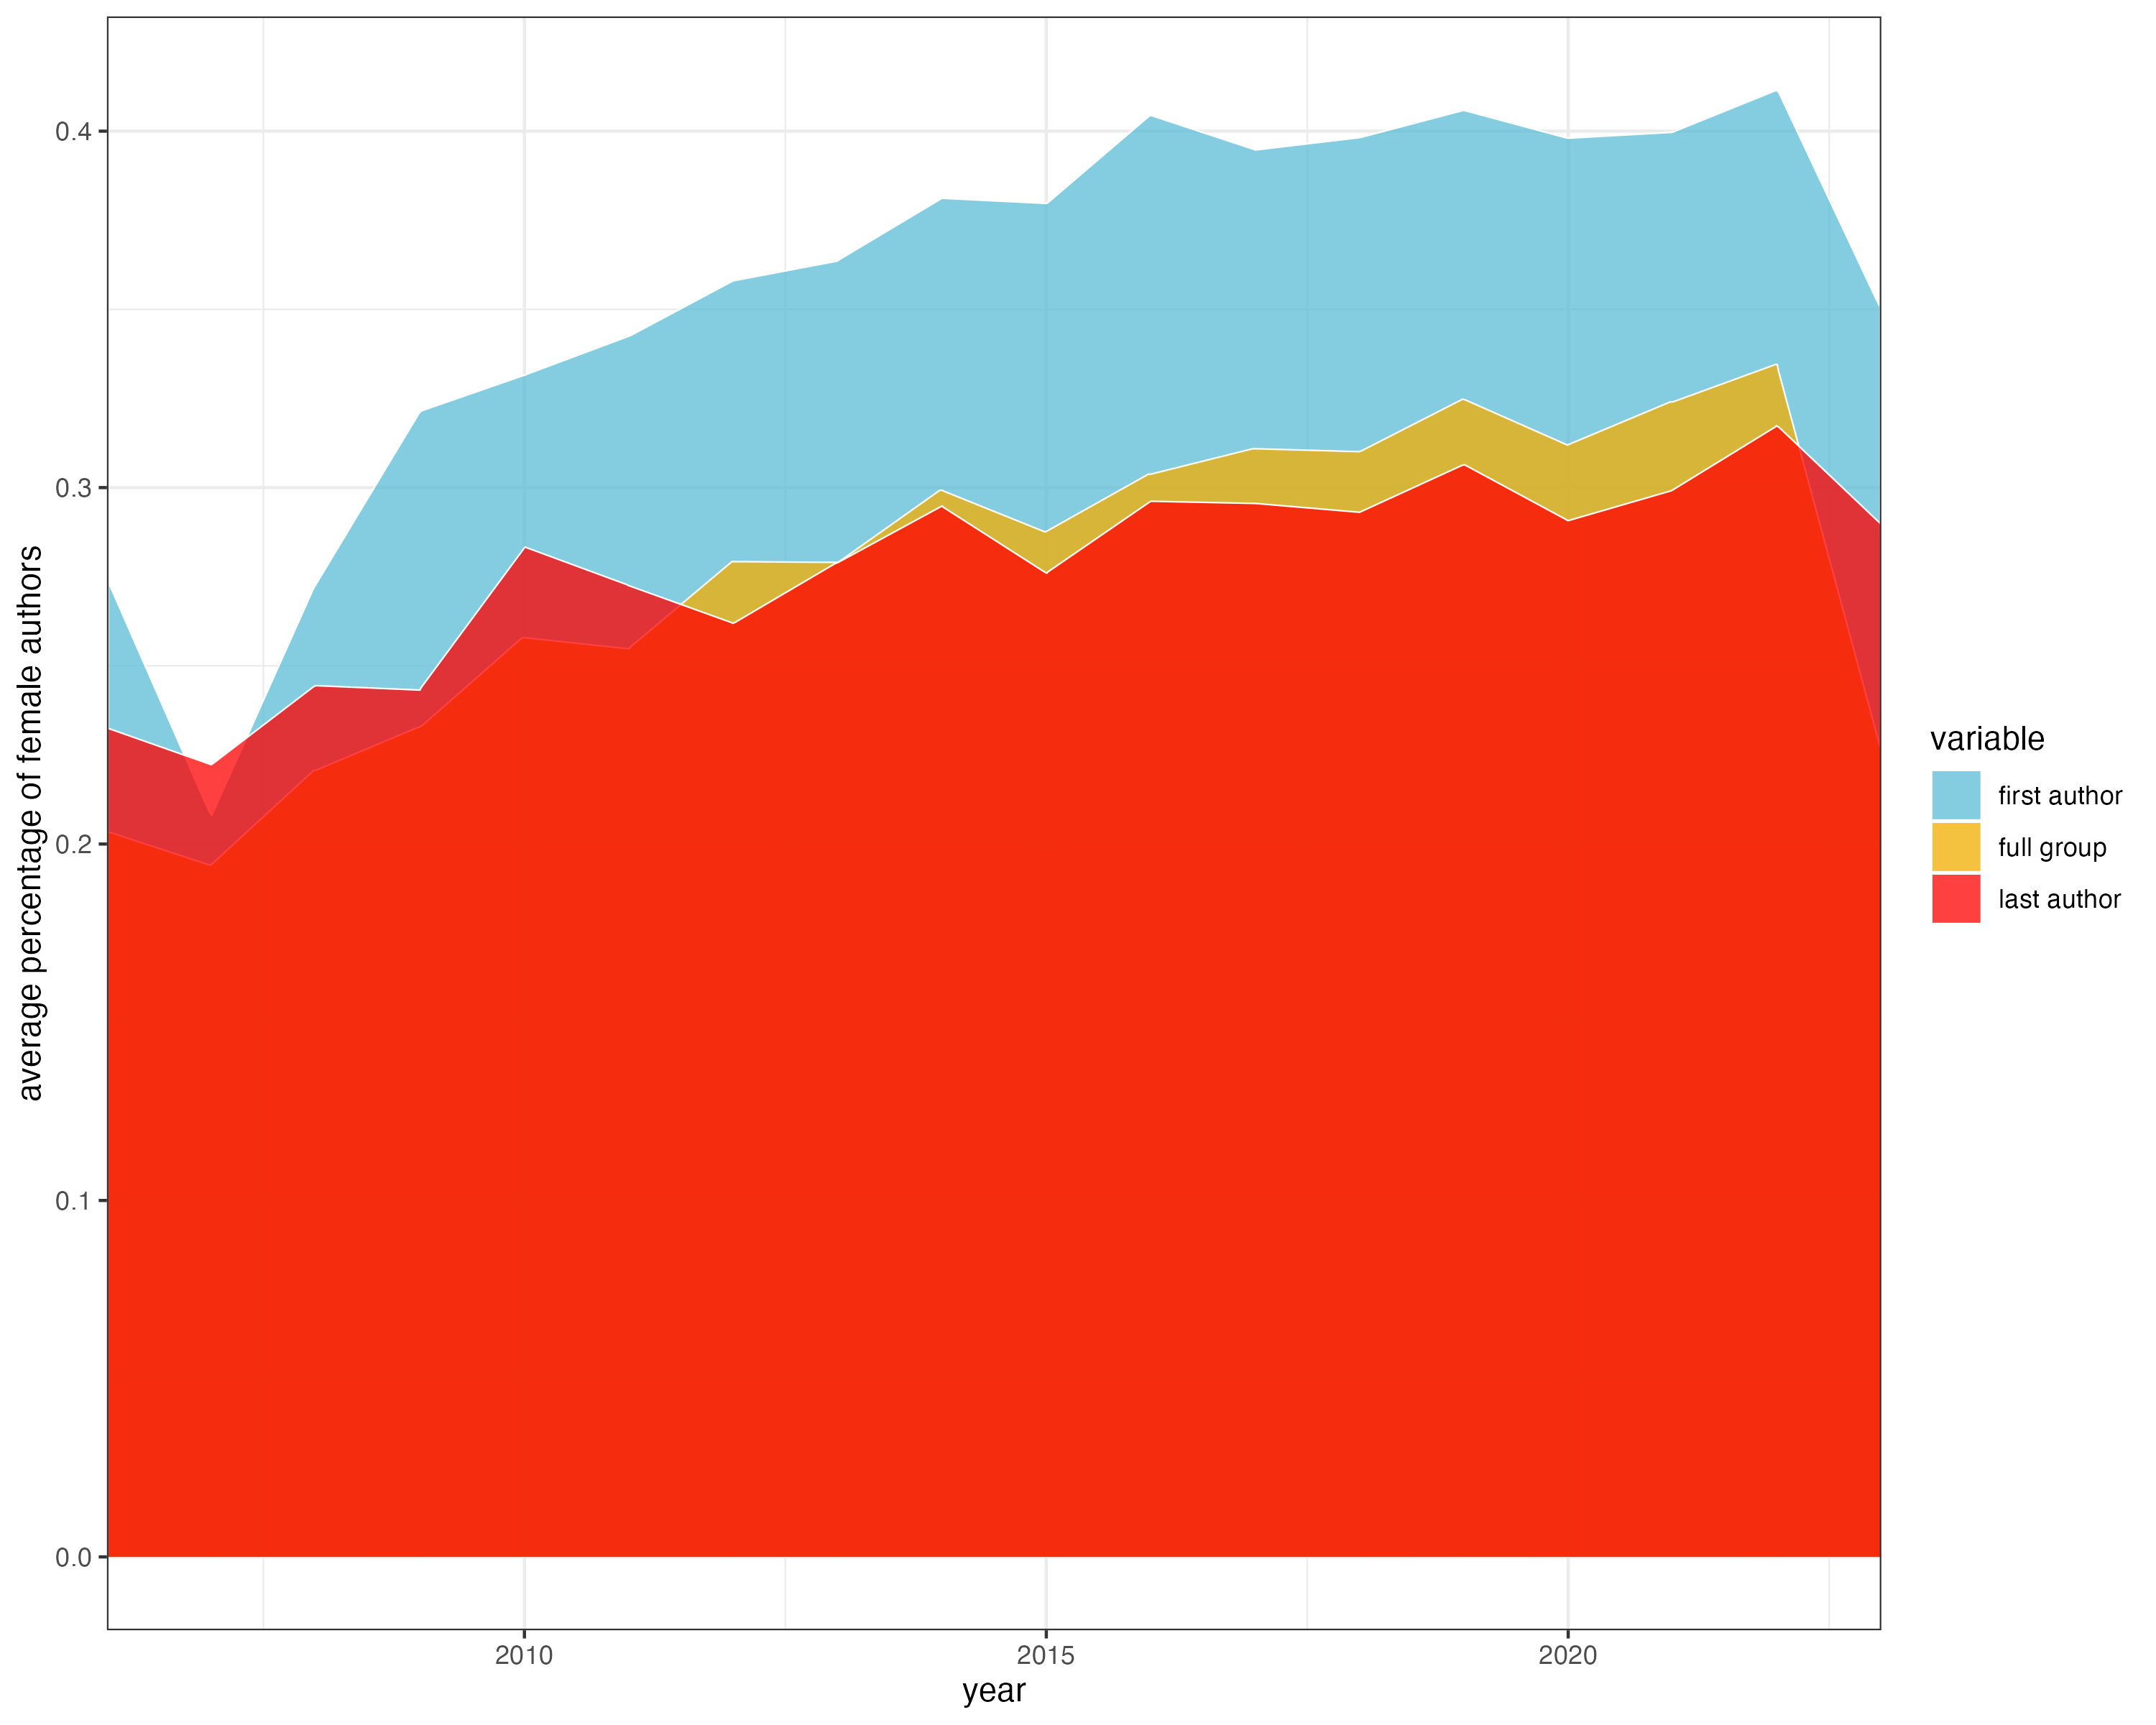 average percentage of female authors
0.4
0.3
0.2
0.1
0.0
2010
2015
2020
year
variable
first author
full group
last author